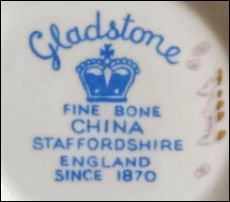 Gladstone
FINE BONE
CHINA
STAFFORDSHIRE
ENGLAND
SINCE 1870